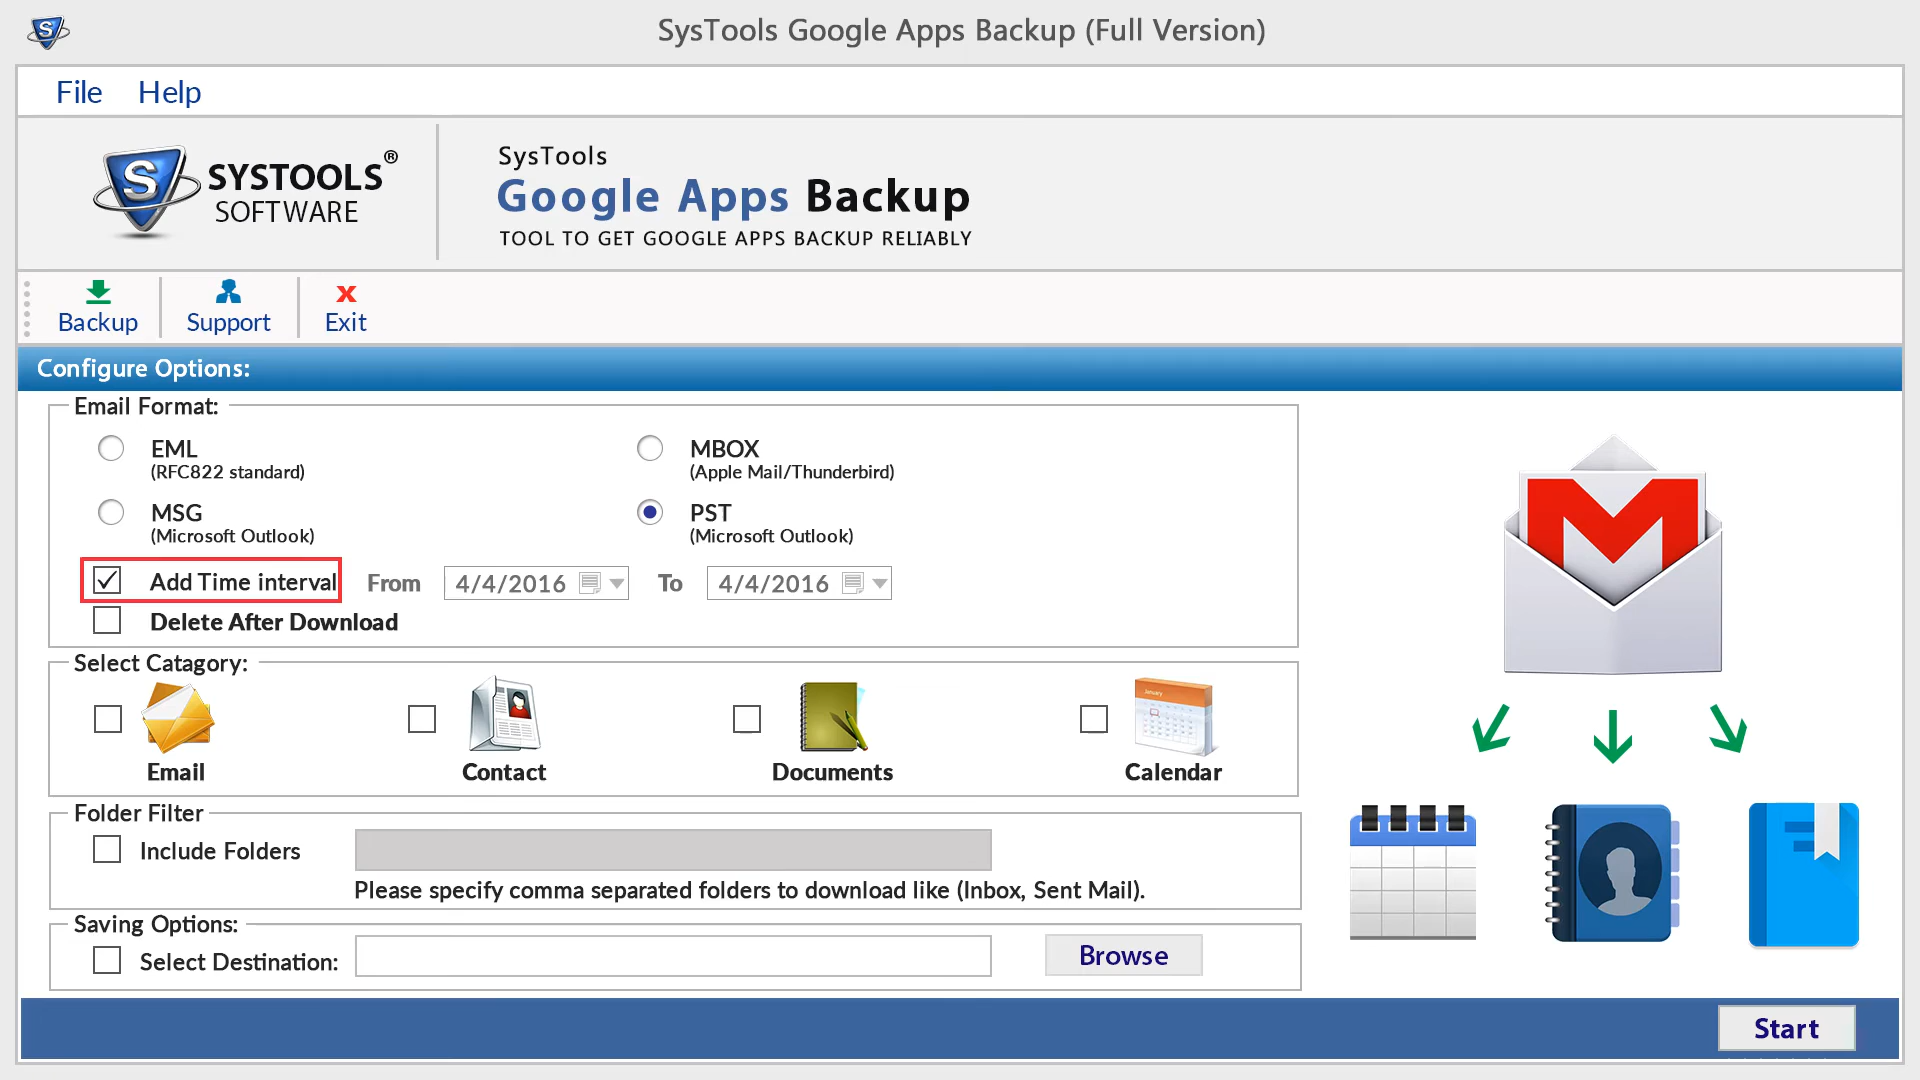 SysTools Google Apps Backup (Full Version)
File Help
SYSTOOLS®
SOFTWARE
SysTools
Google Apps Backup
TOOL TO GET GOOGLE APPS BACKUP RELIABLY
Backup Support Exit
Configure Options:
Email Format:
EML
(RFC822 standard)
MBOX
(Apple Mail/Thunderbird)
MSG
(Microsoft Outlook)
PST
(Microsoft Outlook)
Add Time interval From 4/4/2016 To 4/4/2016
Delete After Download
Select Catagory:
January
Email Contact Documents Calendar
Folder Filter
Include Folders
Please specify comma separated folders to download like (Inbox, Sent Mail).
Saving Options:
Select Destination: Browse
Start